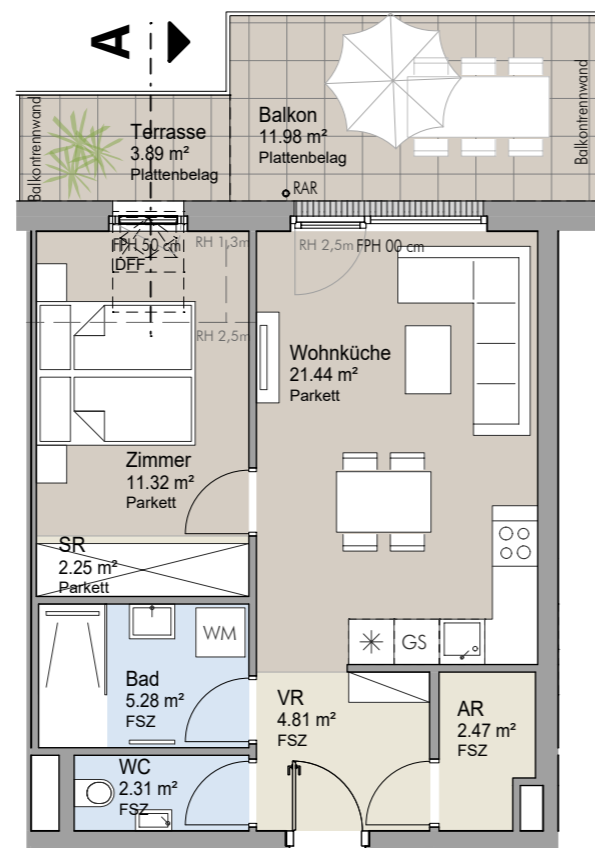 A
Balkontrennwand
Terrasse
3.89 m²
Plattenbelag
Balkon
11.98 m²
Plattenbelag
Balkontrennwand
RAR
FPH 50 cm
DFF
RH 1,3m
RH 2,5m
FPH 00 cm
RH 2,5m
Wohnküche
21.44 m²
Parkett
Zimmer
11.32 m²
Parkett
SR
2.25 m²
Parkett
WM
GS
Bad
5.28 m²
FSZ
VR
4.81 m²
FSZ
AR
2.47 m²
FSZ
WC
2.31 m²
FSZ